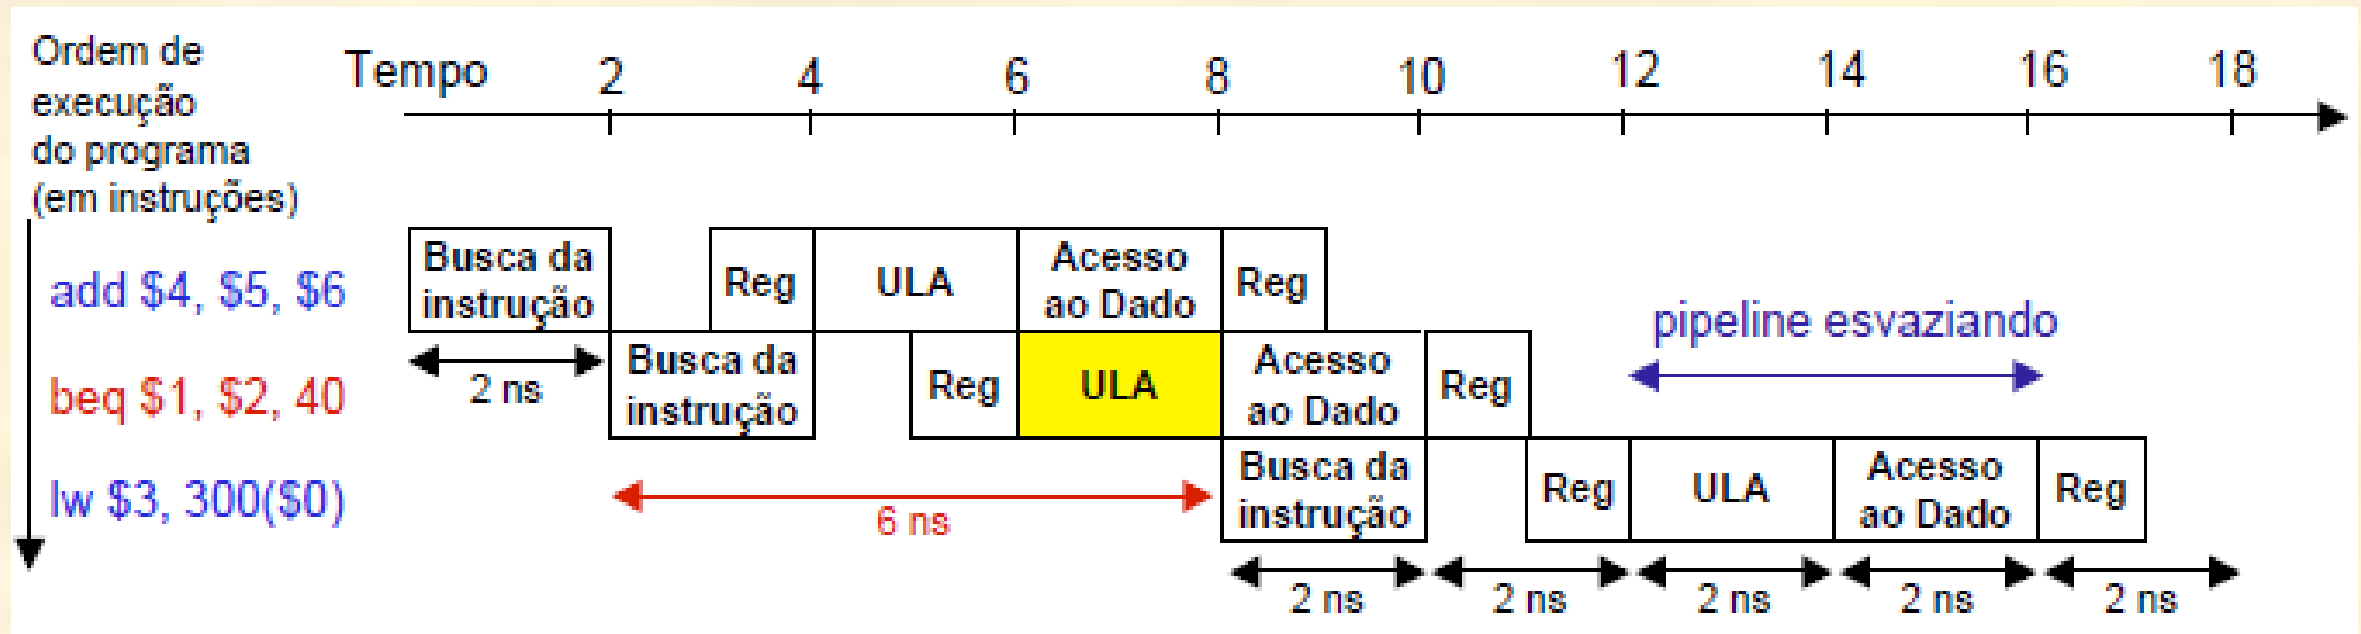 Ordem de
execução
do programa
(em instruções)
Tempo 2 4 6 8 10 12 14 16 18
add $4, $5, $6
Busca da
instrução
Reg
ULA
Acesso
ao Dado
Reg
pipeline esvaziando
beq $1, $2, 40
2 ns
Busca da
instrução
Reg
ULA
Acesso
ao Dado
Reg
lw $3, 300($0)
6 ns
Busca da
instrução
Reg
ULA
Acesso
ao Dado
Reg
2 ns 2 ns 2 ns 2 ns 2 ns